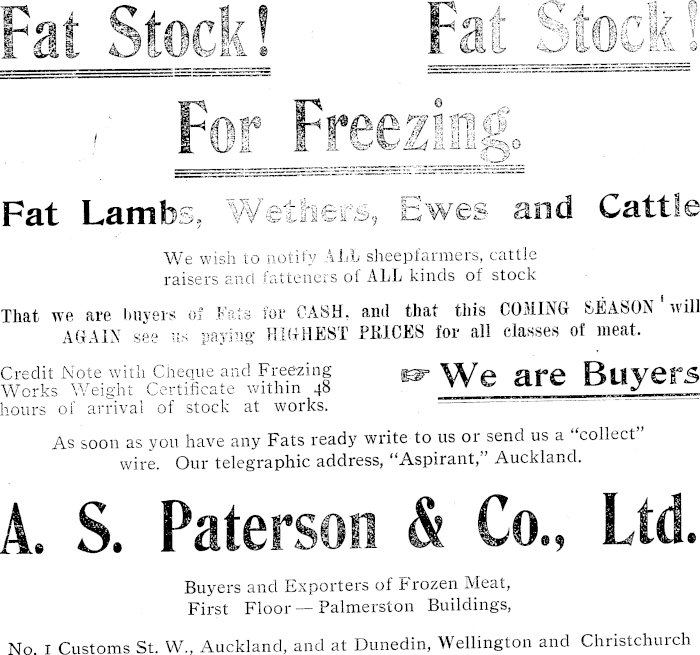 Fat Stock! Fat Stock!
For Freezing.
Fat Lambs, Wethers, Ewes and Cattle
We wish to notify ALL sheepfarmers, cattle
raisers and fatteners of ALL kinds of stock
That we are buyers of Fats for CASH, and that this COMING SEASON will
AGAIN see us paying HIGHEST PRICES for all classes of meat.
Credit Note with Cheque and Freezing
Works Weight Certificate within 48
hours of arrival of stock at works.
☞ We are Buyers
As soon as you have any Fats ready write to us or send us a "collect"
wire. Our telegraphic address, "Aspirant," Auckland.
A. S. Paterson & Co., Ltd.
Buyers and Exporters of Frozen Meat,
First Floor — Palmerston Buildings,
No. 1 Customs St. W., Auckland, and at Dunedin, Wellington and Christchurch